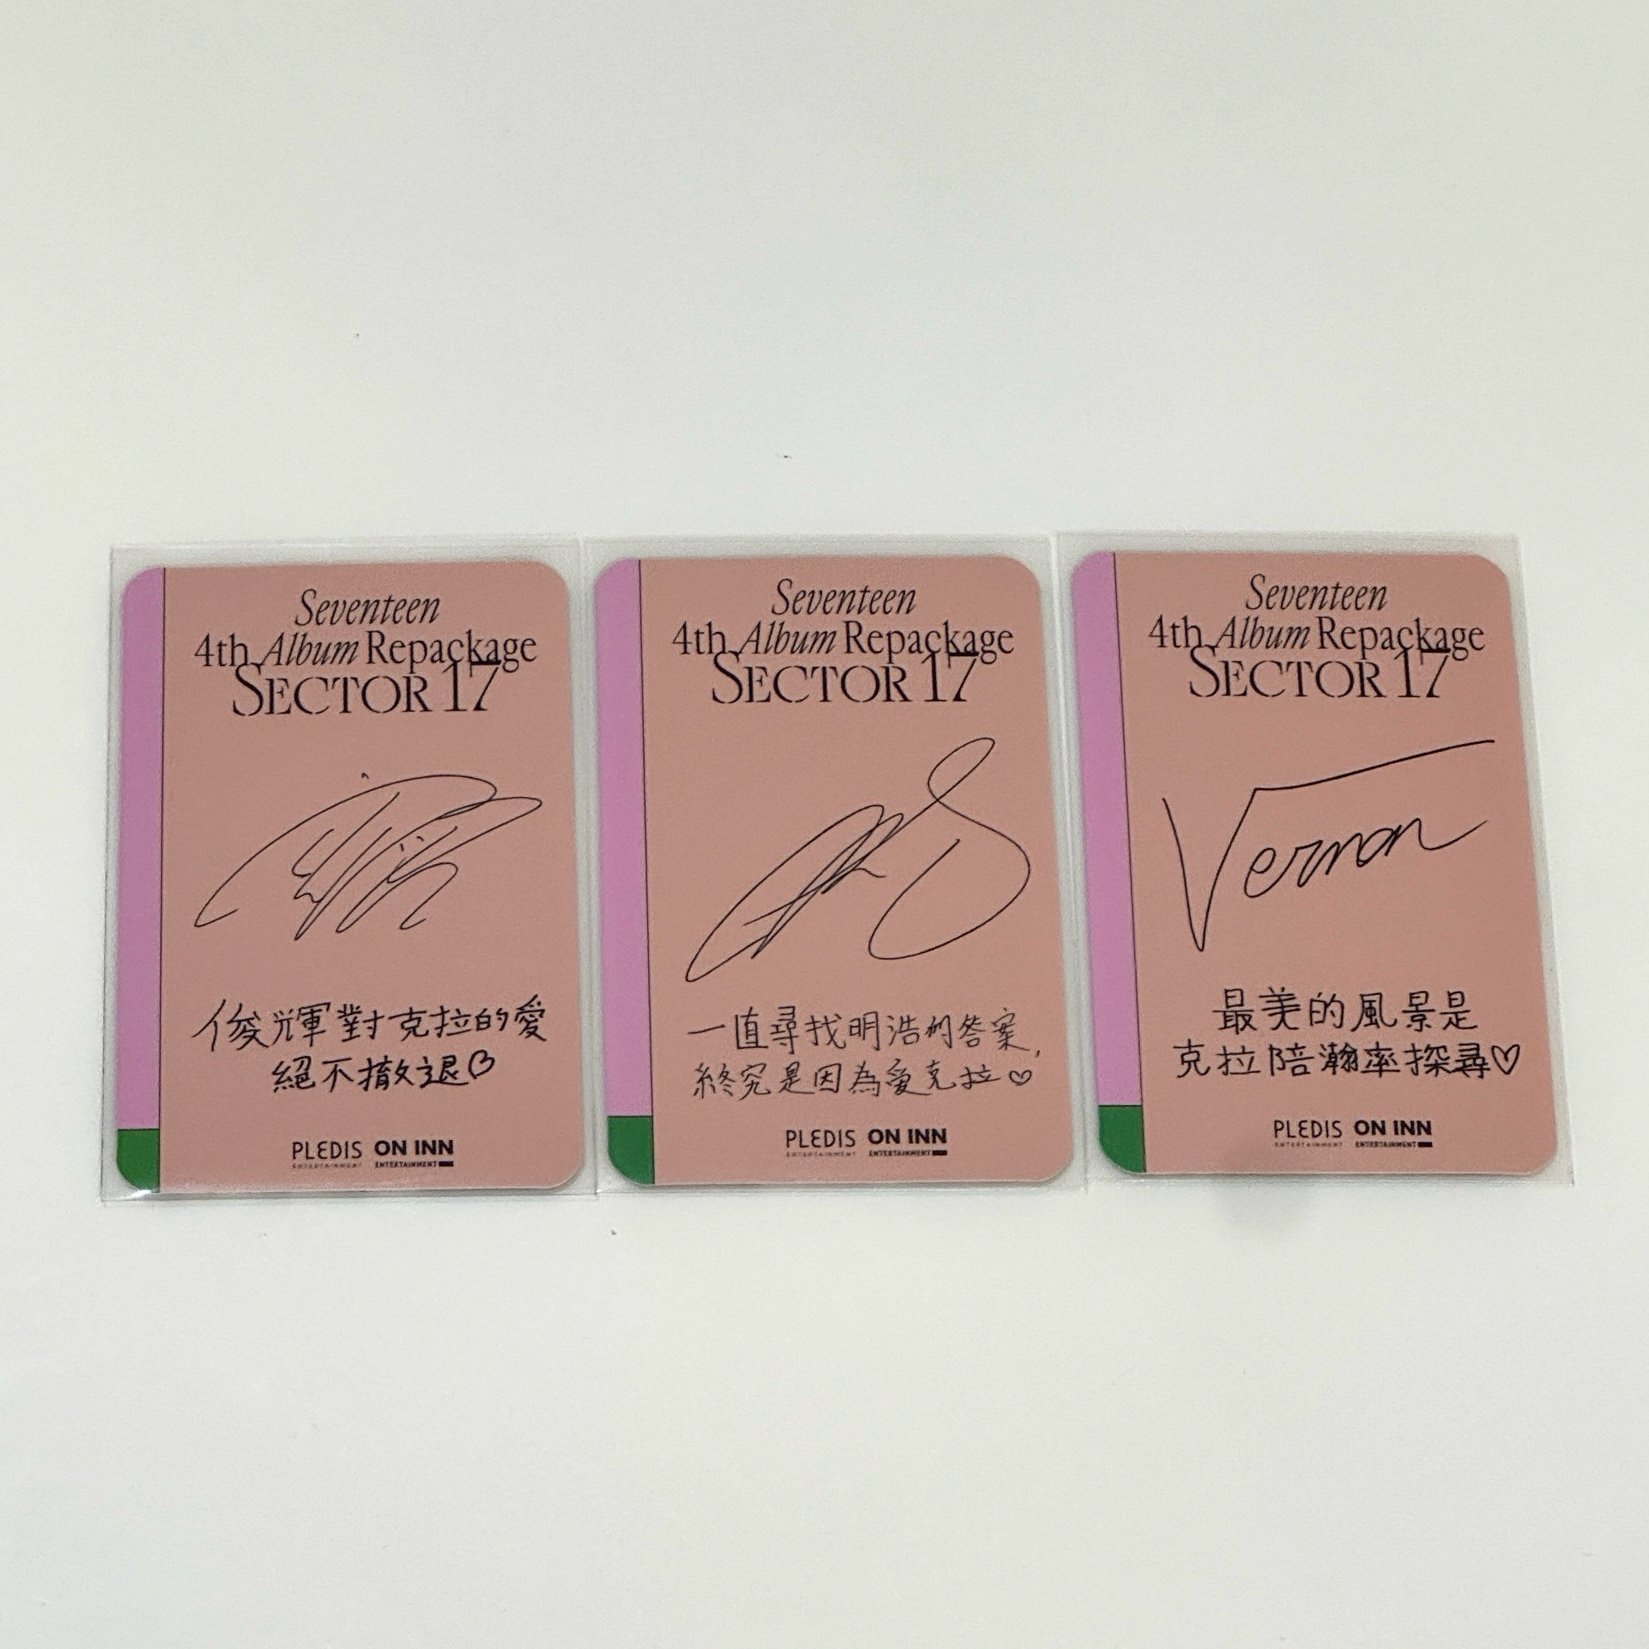 Seventeen
4th Album Repackage
SECTOR 17
俊輝對克拉的愛
絕不撤退♡
PLEDIS ON INN
ENTERTAINMENT ENTERTAINMENT
Seventeen
4th Album Repackage
SECTOR 17
一直尋找明浩的答案,
終究是因為愛克拉♡
PLEDIS ON INN
ENTERTAINMENT ENTERTAINMENT
Seventeen
4th Album Repackage
SECTOR 17
Vernon
最美的風景是
克拉陪瀚率探尋♡
PLEDIS ON INN
ENTERTAINMENT ENTERTAINMENT